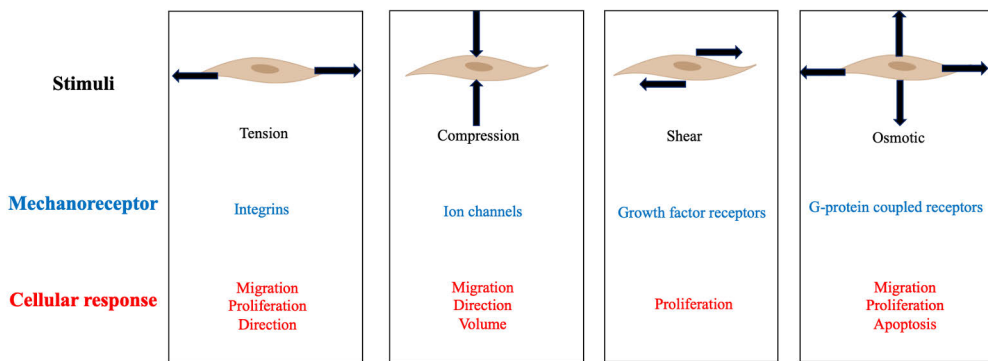 Stimuli
Tension
Compression
Shear
Osmotic
Mechanoreceptor
Integrins
Ion channels
Growth factor receptors
G-protein coupled receptors
Cellular response
Migration
Proliferation
Direction
Migration
Direction
Volume
Proliferation
Migration
Proliferation
Apoptosis